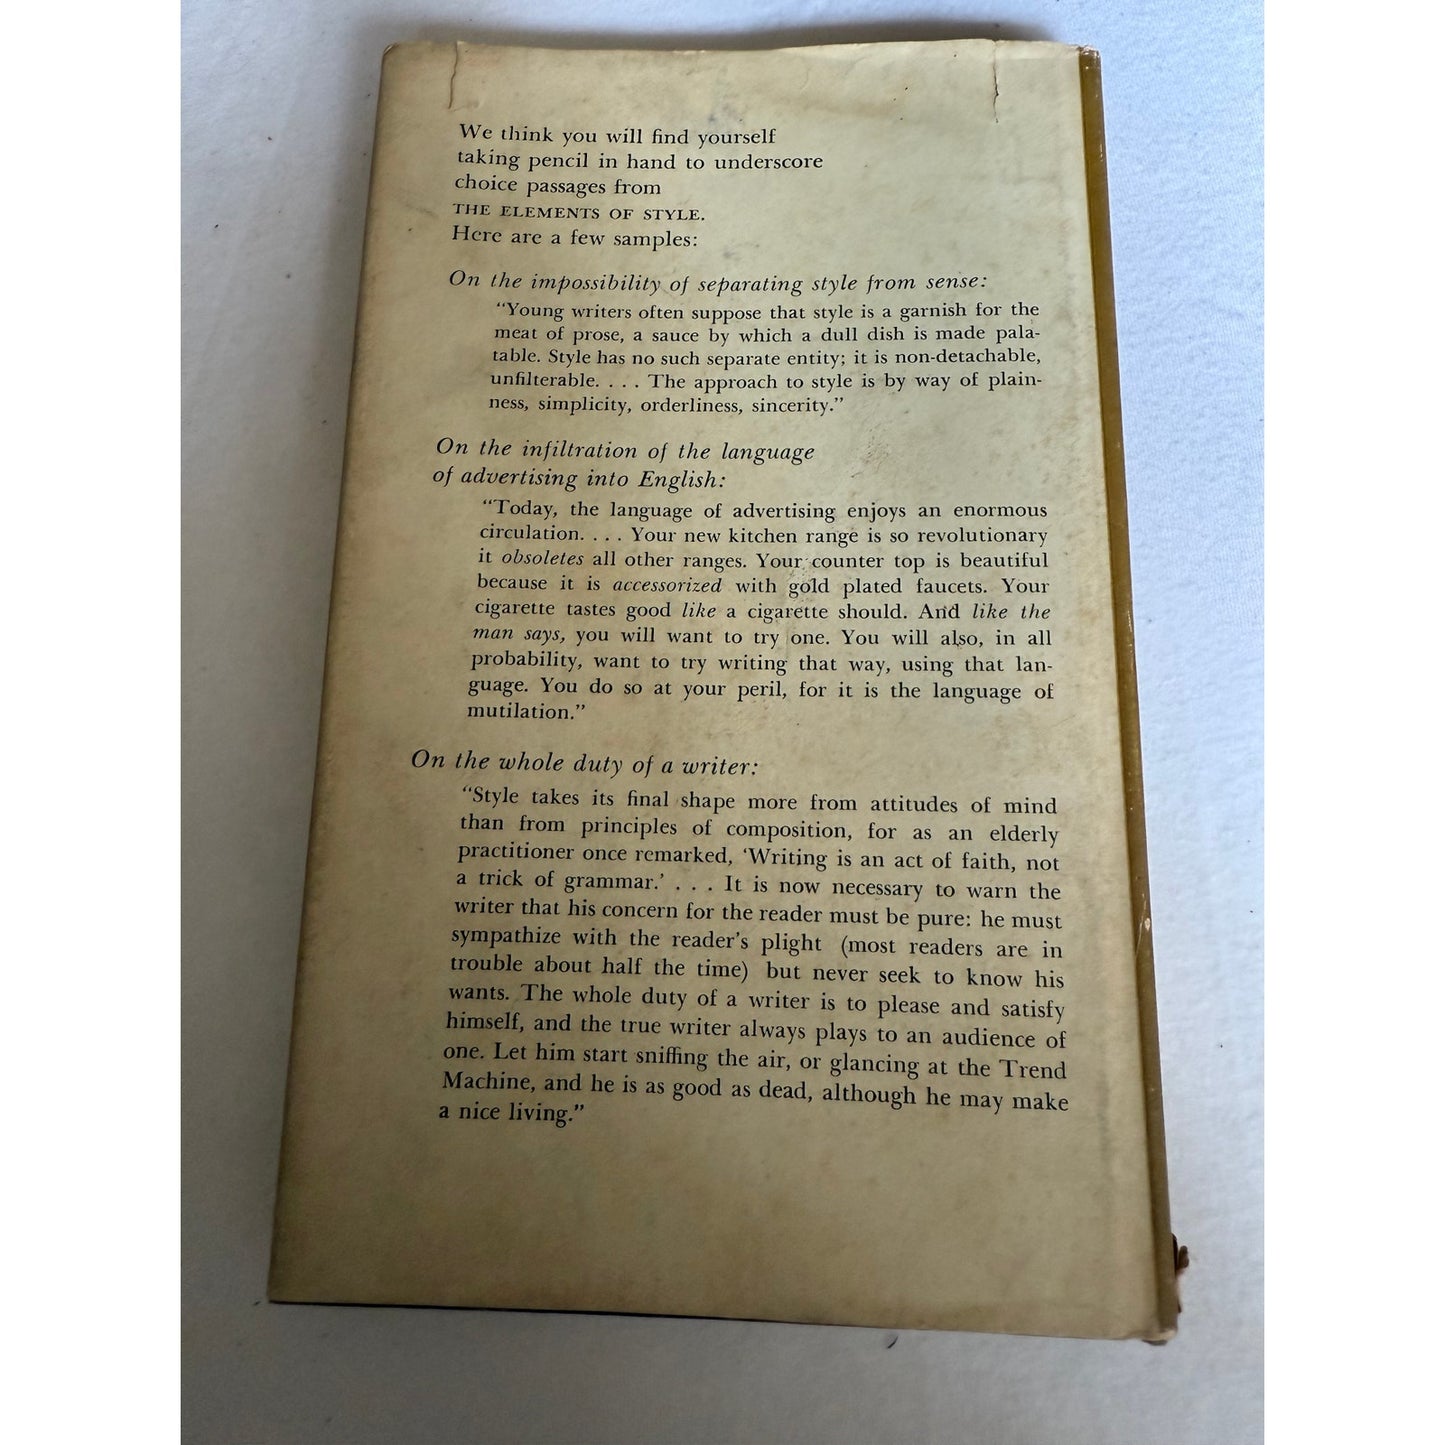 We think you will find yourself
taking pencil in hand to underscore
choice passages from
THE ELEMENTS OF STYLE.
Here are a few samples:
On the impossibility of separating style from sense:
“Young writers often suppose that style is a garnish for the
meat of prose, a sauce by which a dull dish is made pala-
table. Style has no such separate entity; it is non-detachable,
unfilterable. . . . The approach to style is by way of plain-
ness, simplicity, orderliness, sincerity.”
On the infiltration of the language
of advertising into English:
“Today, the language of advertising enjoys an enormous
circulation. . . . Your new kitchen range is so revolutionary
it obsoletes all other ranges. Your counter top is beautiful
because it is accessorized with gold plated faucets. Your
cigarette tastes good like a cigarette should. And like the
man says, you will want to try one. You will also, in all
probability, want to try writing that way, using that lan-
guage. You do so at your peril, for it is the language of
mutilation.”
On the whole duty of a writer:
“Style takes its final shape more from attitudes of mind
than from principles of composition, for as an elderly
practitioner once remarked, ‘Writing is an act of faith, not
a trick of grammar.’ . . . It is now necessary to warn the
writer that his concern for the reader must be pure: he must
sympathize with the reader’s plight (most readers are in
trouble about half the time) but never seek to know his
wants. The whole duty of a writer is to please and satisfy
himself, and the true writer always plays to an audience of
one. Let him start sniffing the air, or glancing at the Trend
Machine, and he is as good as dead, although he may make
a nice living.”